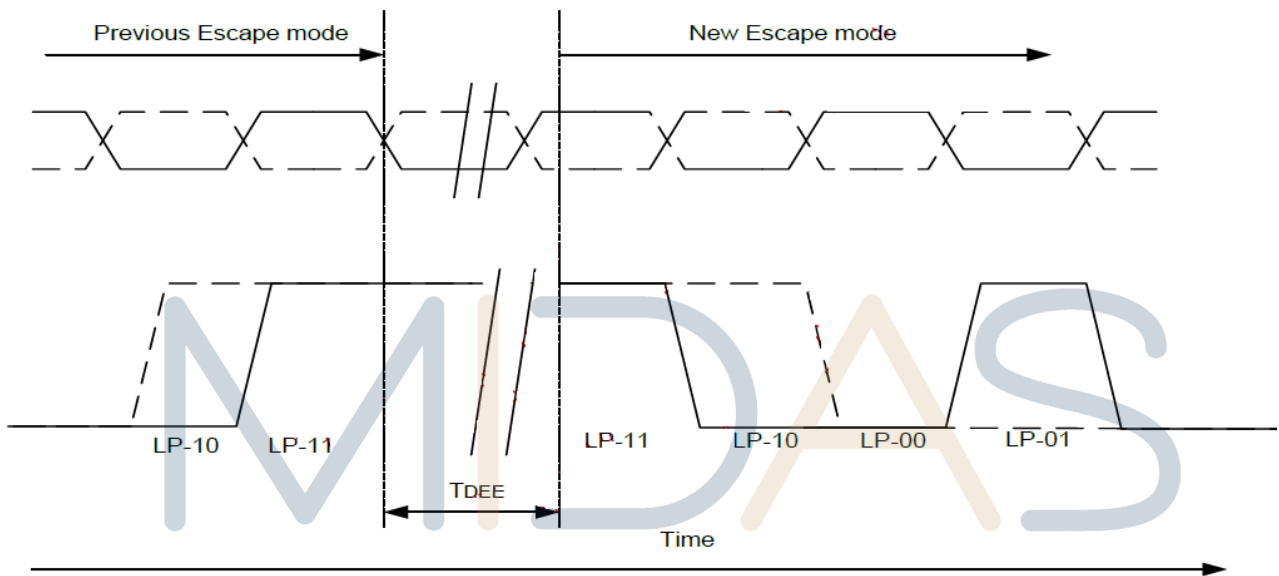 Previous Escape mode
New Escape mode
LP-10
LP-11
LP-11
LP-10
LP-00
LP-01
TDEE
Time
MIDAS